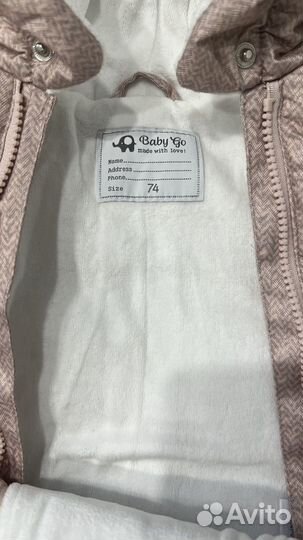 Baby Go
made with love!
Name
Address
Phone
Size 74
Avito